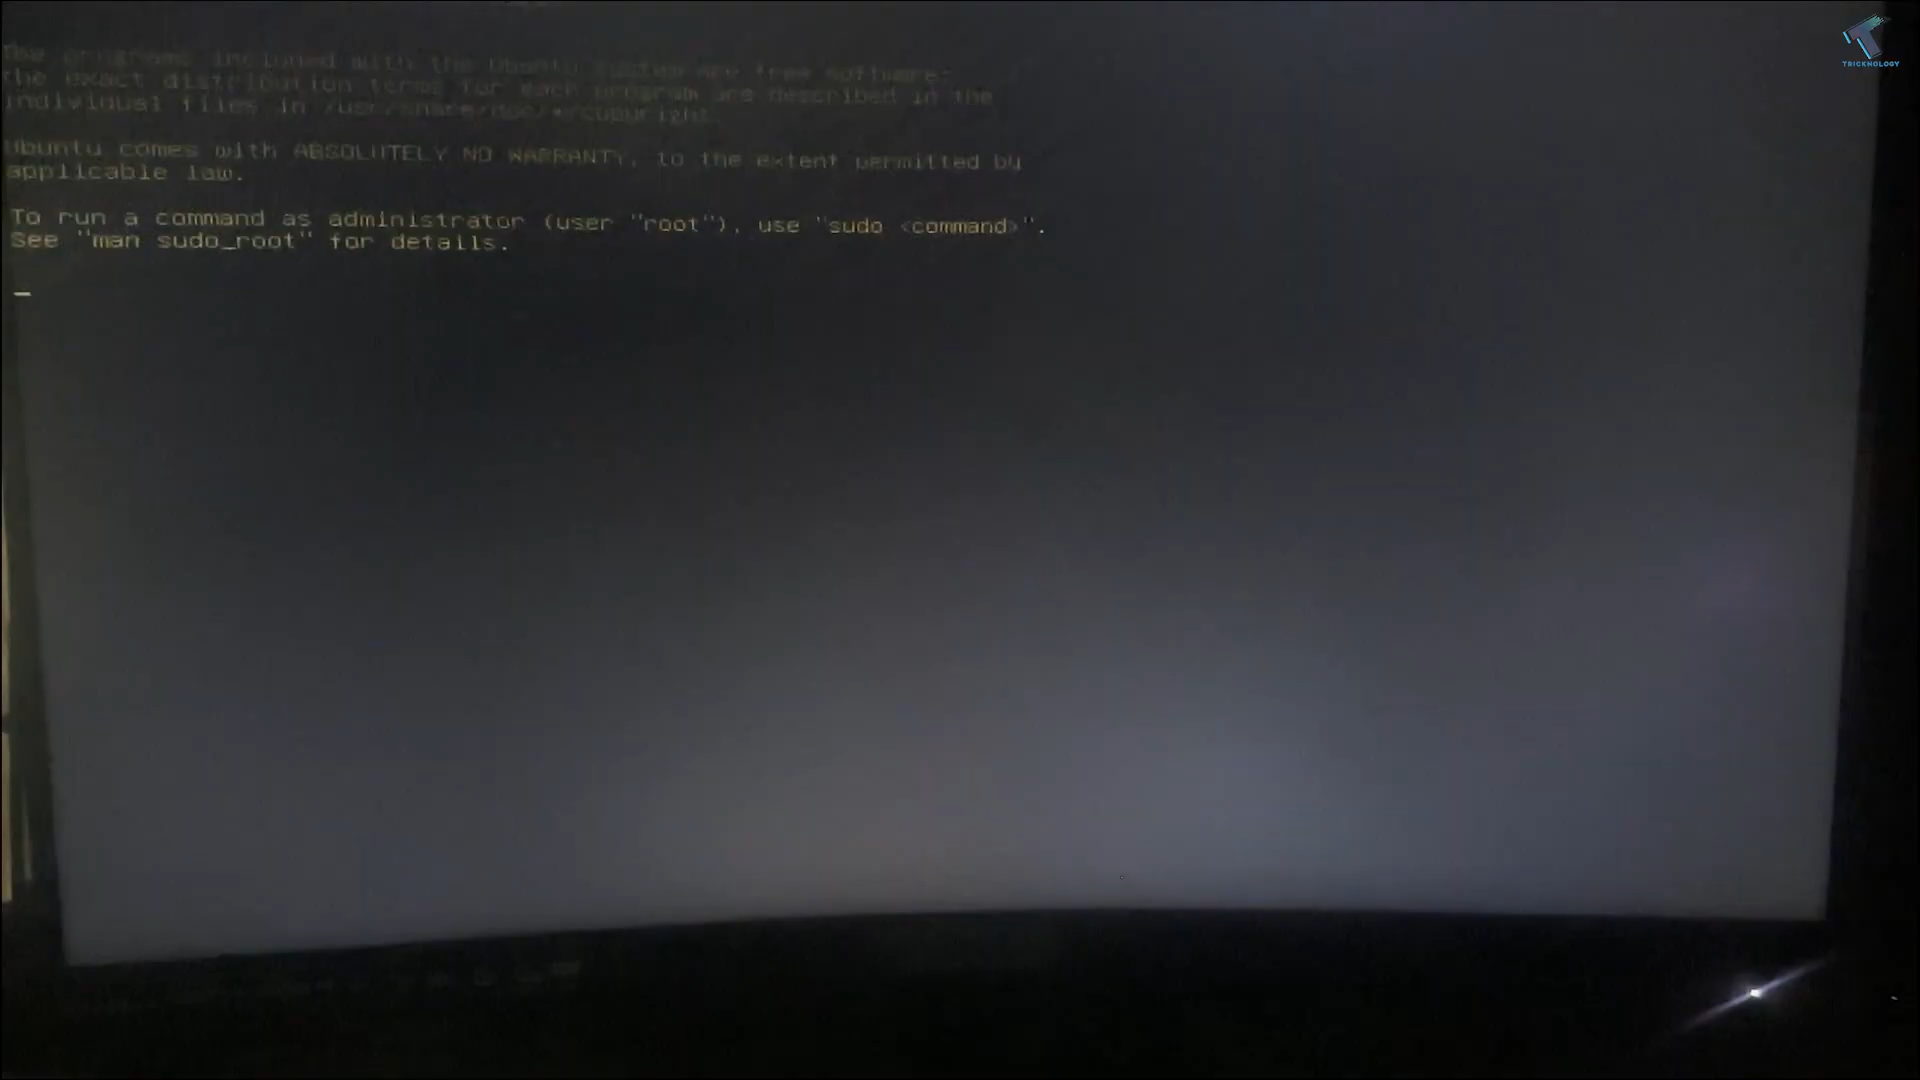 The programs included with the Ubuntu system are free software;
the exact distribution terms for each program are described in the
individual files in /usr/share/doc/*/copyright.
Ubuntu comes with ABSOLUTELY NO WARRANTY, to the extent permitted by
applicable law.
To run a command as administrator (user "root"), use "sudo <command>".
See "man sudo_root" for details.
TRICKNOLOGY